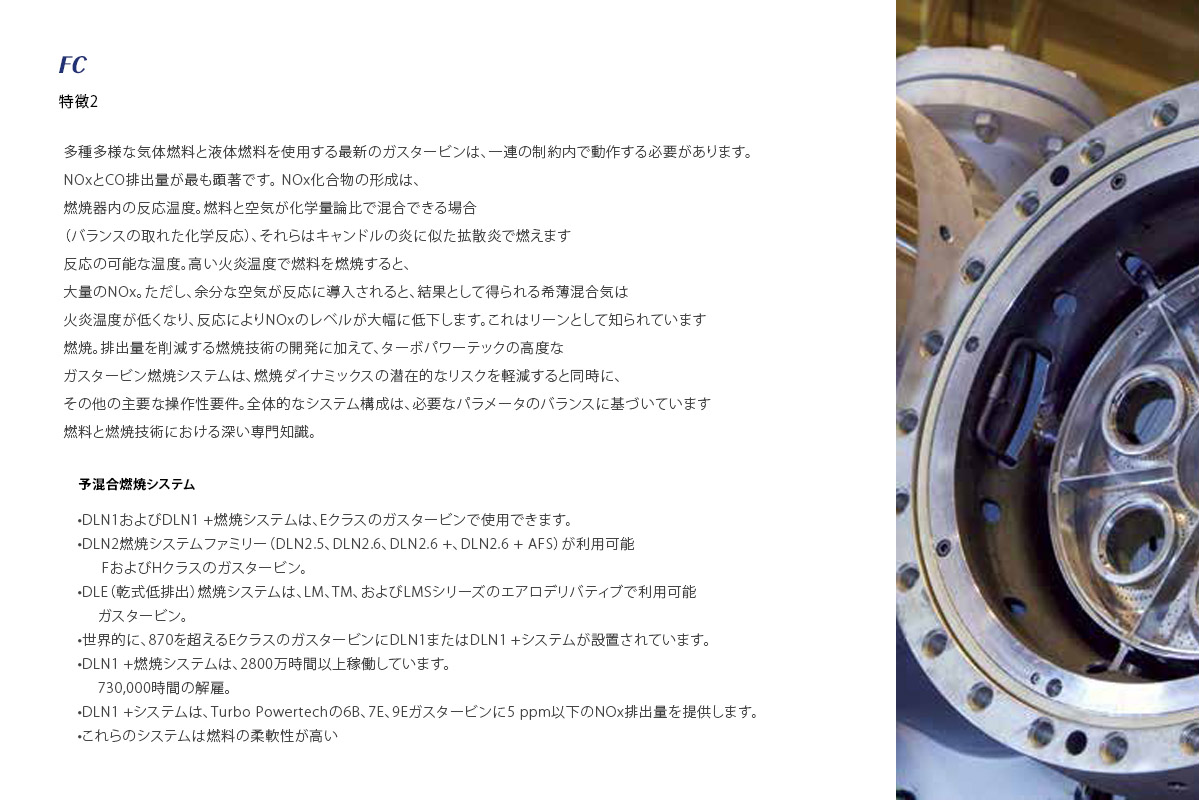 FC
特徴2
多種多様な気体燃料と液体燃料を使用する最新のガスタービンは、一連の制約内で動作する必要があります。
NOxとCO排出量が最も顕著です。 NOx化合物の形成は、
燃焼器内の反応温度。燃料と空気が化学量論比で混合できる場合
（バランスの取れた化学反応）、それらはキャンドルの炎に似た拡散炎で燃えます
反応の可能な温度。高い火炎温度で燃料を燃焼すると、
大量のNOx。ただし、余分な空気が反応に導入されると、結果として得られる希薄混合気は
火炎温度が低くなり、反応によりNOxのレベルが大幅に低下します。これはリーンとして知られています
燃焼。排出量を削減する燃焼技術の開発に加えて、ターボパワーテックの高度な
ガスタービン燃焼システムは、燃焼ダイナミックスの潜在的なリスクを軽減すると同時に、
その他の主要な操作性要件。全体的なシステム構成は、必要なパラメータのバランスに基づいています
燃料と燃焼技術における深い専門知識。
予混合燃焼システム
•DLN1およびDLN1 +燃焼システムは、Eクラスのガスタービンで使用できます。
•DLN2燃焼システムファミリー（DLN2.5、DLN2.6、DLN2.6 +、DLN2.6 + AFS）が利用可能
FおよびHクラスのガスタービン。
•DLE（乾式低排出）燃焼システムは、LM、TM、およびLMSシリーズのエアロデリバティブで利用可能
ガスタービン。
•世界的に、870を超えるEクラスのガスタービンにDLN1またはDLN1 +システムが設置されています。
•DLN1 +燃焼システムは、2800万時間以上稼働しています。
730,000時間の解雇。
•DLN1 +システムは、Turbo Powertechの6B、7E、9Eガスタービンに5 ppm以下のNOx排出量を提供します。
•これらのシステムは燃料の柔軟性が高い